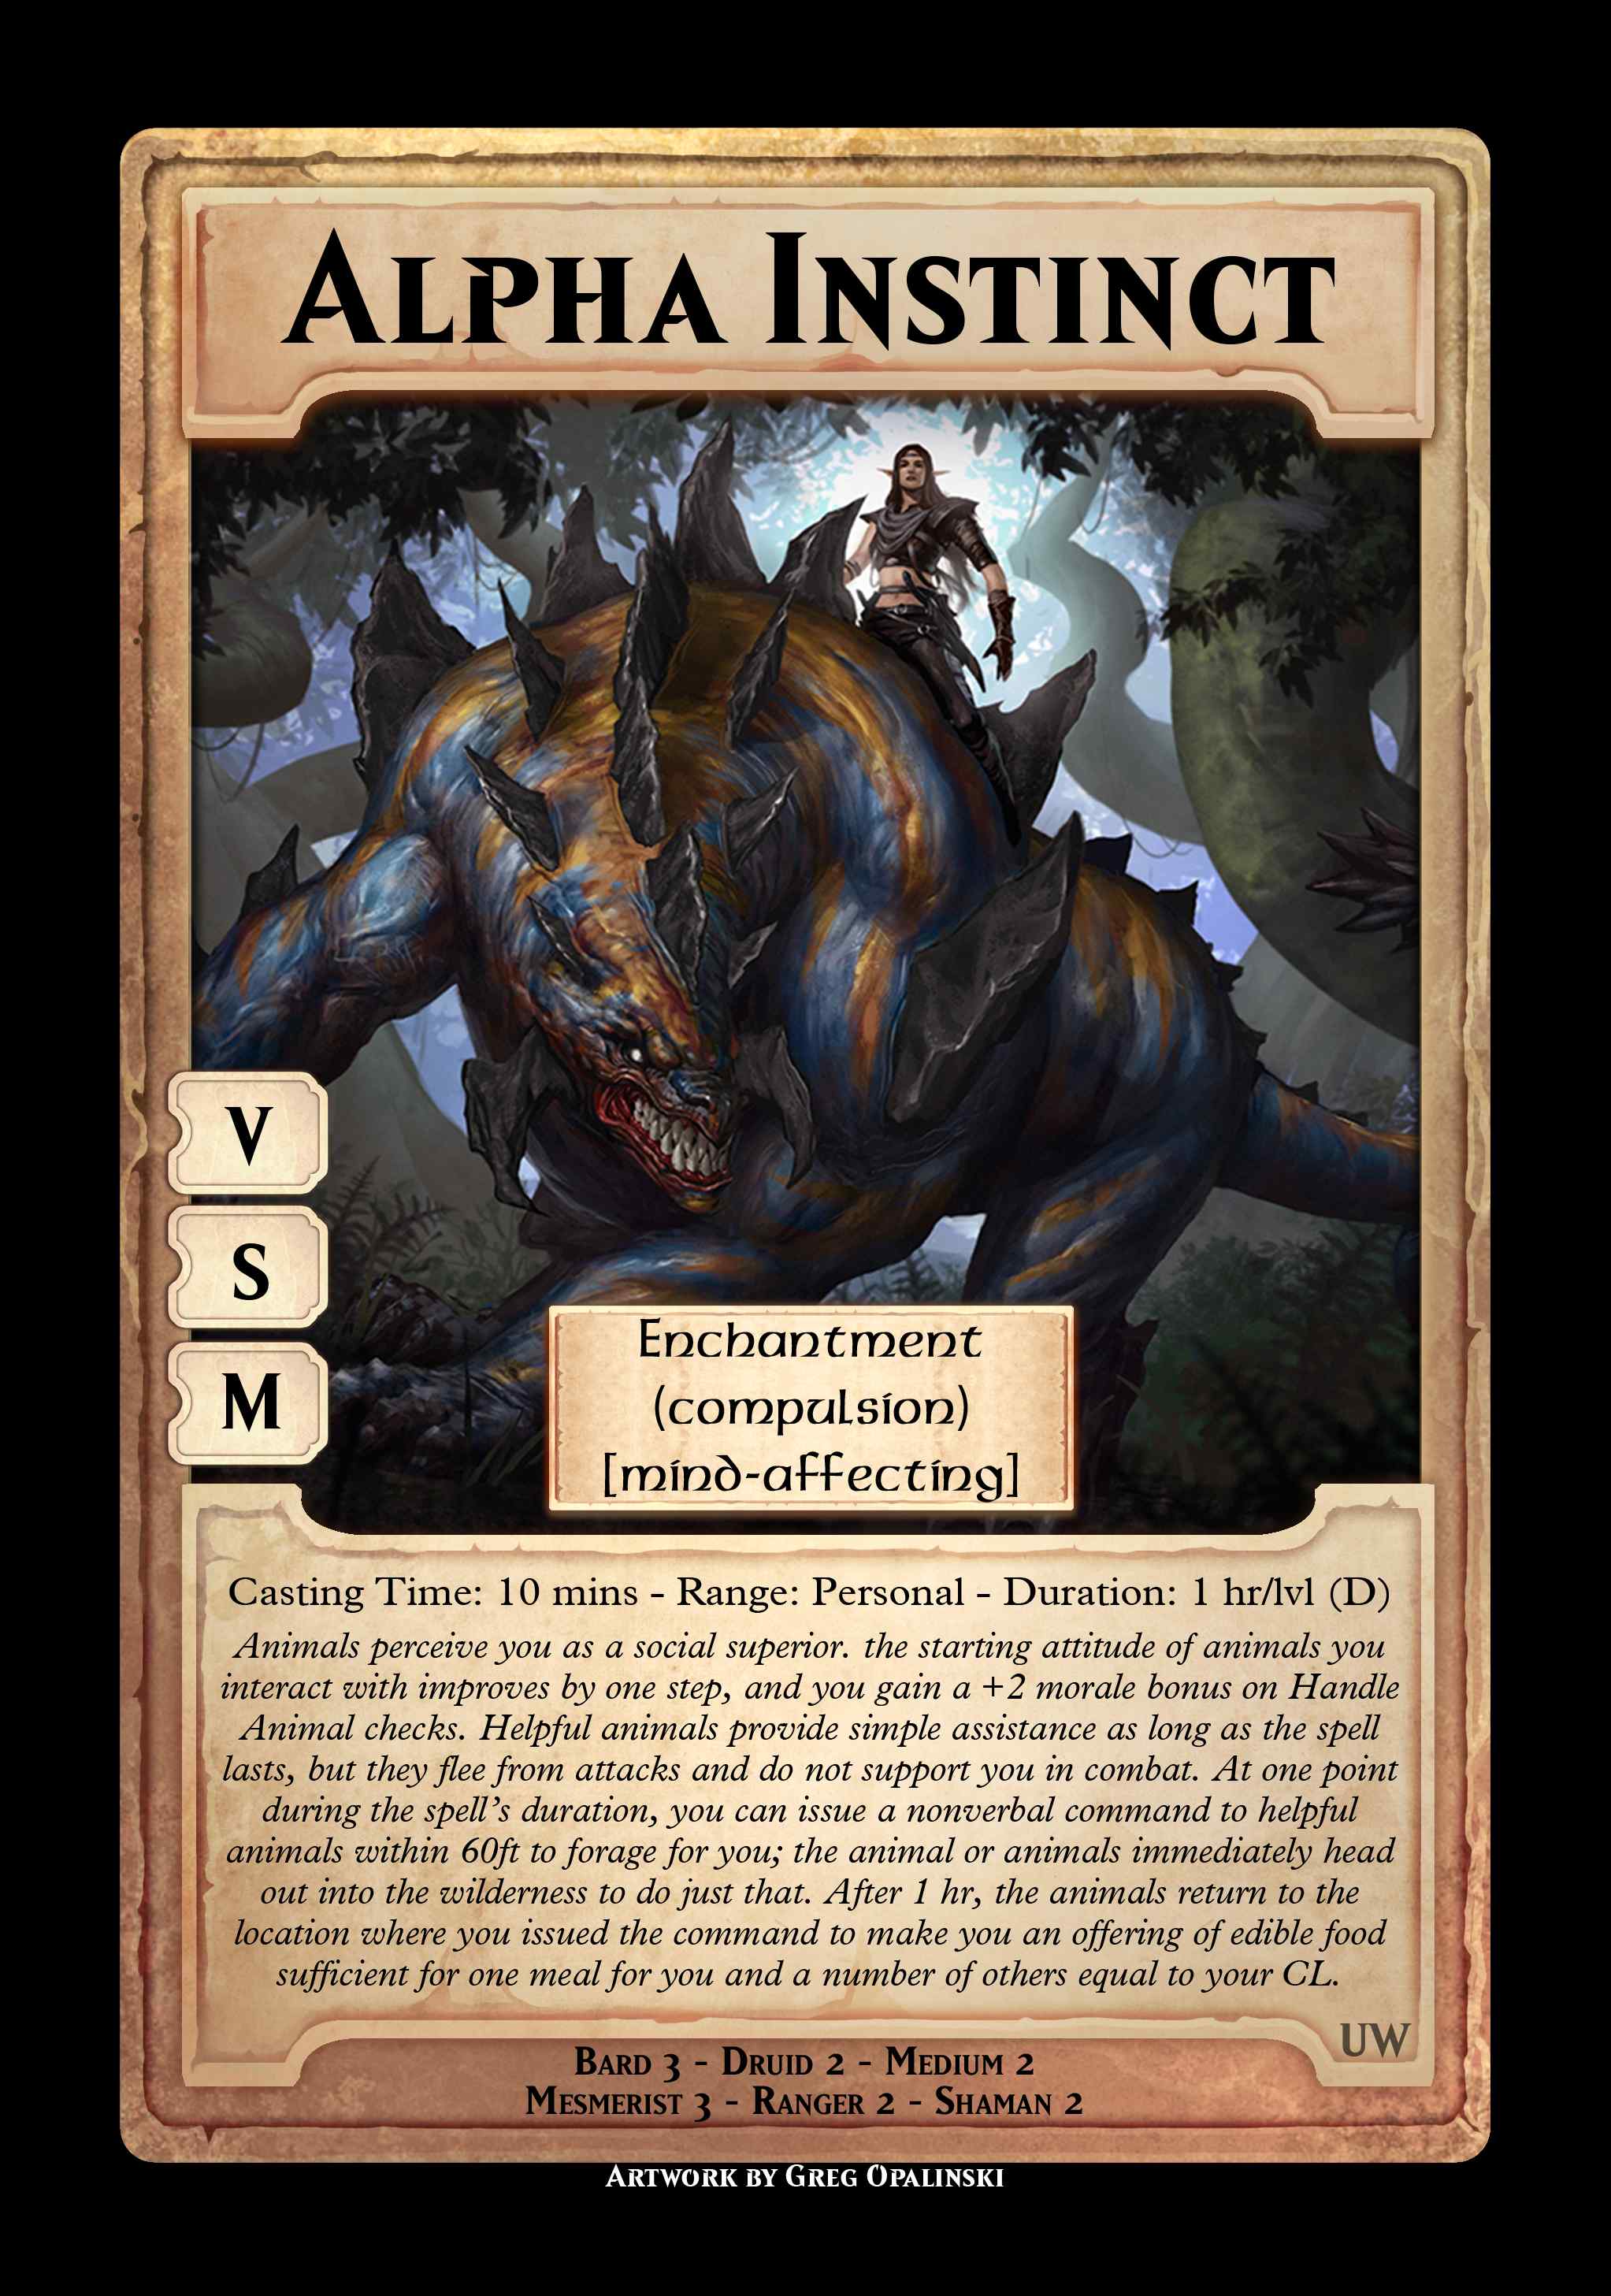 Alpha Instinct
V
S
M
Enchantment
(compulsion)
[mind-affecting]
Casting Time: 10 mins - Range: Personal - Duration: 1 hr/lvl (D)
Animals perceive you as a social superior. the starting attitude of animals you
interact with improves by one step, and you gain a +2 morale bonus on Handle
Animal checks. Helpful animals provide simple assistance as long as the spell
lasts, but they flee from attacks and do not support you in combat. At one point
during the spell's duration, you can issue a nonverbal command to helpful
animals within 60ft to forage for you; the animal or animals immediately head
out into the wilderness to do just that. After 1 hr, the animals return to the
location where you issued the command to make you an offering of edible food
sufficient for one meal for you and a number of others equal to your CL.
UW
Bard 3 - Druid 2 - Medium 2
Mesmerist 3 - Ranger 2 - Shaman 2
Artwork by Greg Opalinski